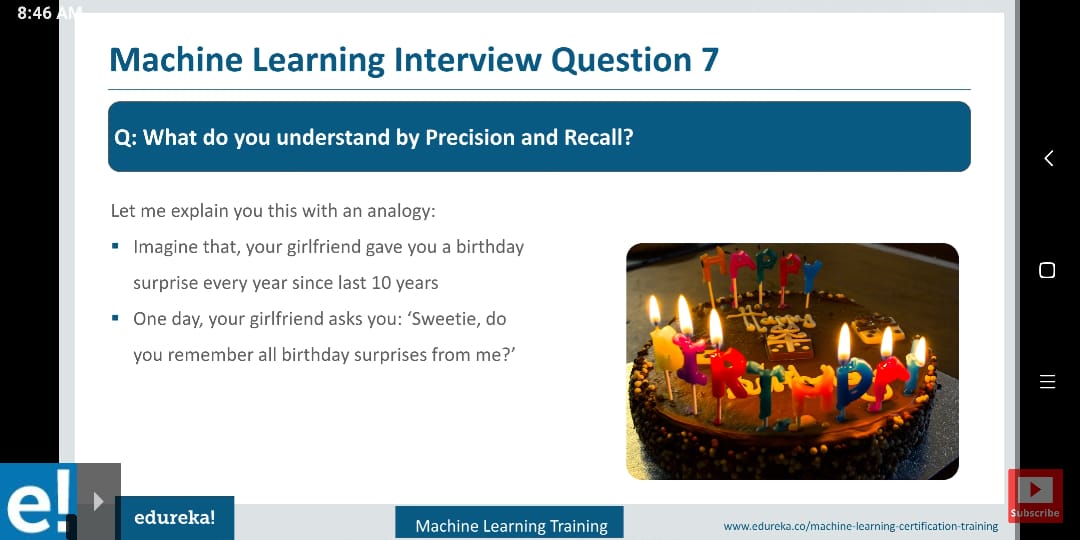 8:46 AM
Machine Learning Interview Question 7
Q: What do you understand by Precision and Recall?
Let me explain you this with an analogy:
▪ Imagine that, your girlfriend gave you a birthday
surprise every year since last 10 years
▪ One day, your girlfriend asks you: ‘Sweetie, do
you remember all birthday surprises from me?’
HAPPY
BIRTHDAY
e!
edureka!
Machine Learning Training
www.edureka.co/machine-learning-certification-training
Subscribe